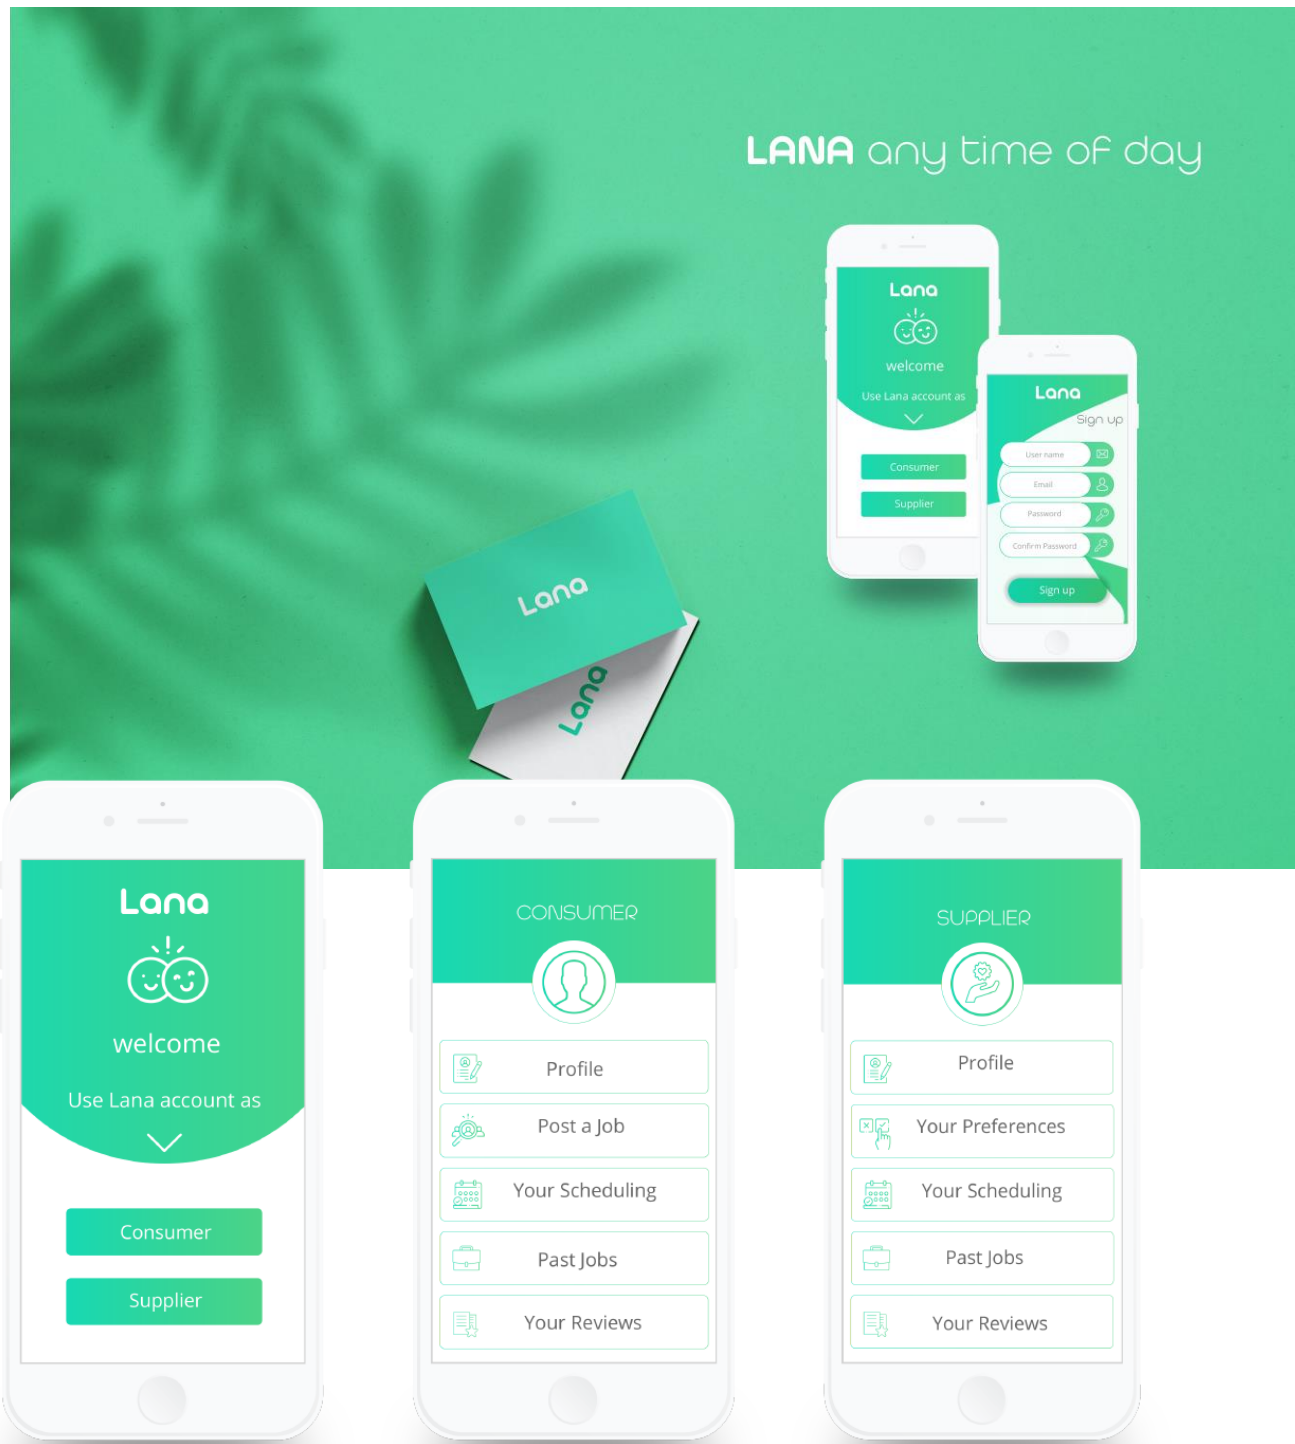 LANA any time of day
Lana
welcome
Use Lana account as
Consumer
Supplier
Lana
Sign up
User name
Email
Password
Confirm Password
Sign up
Lana
Lana
Lana
welcome
Use Lana account as
Consumer
Supplier
CONSUMER
Profile
Post a Job
Your Scheduling
Past Jobs
Your Reviews
SUPPLIER
Profile
Your Preferences
Your Scheduling
Past Jobs
Your Reviews